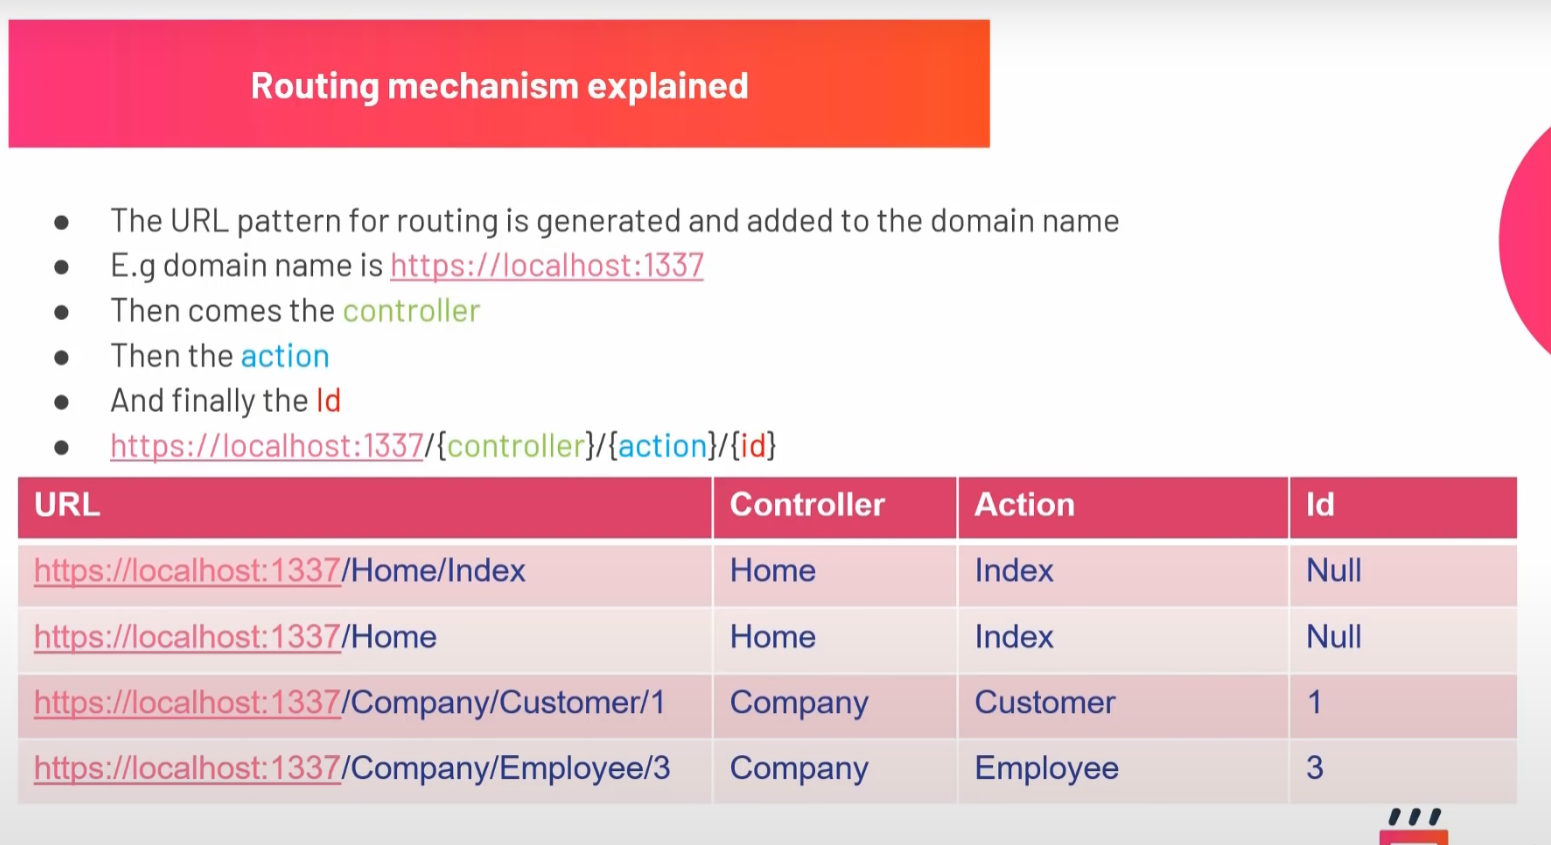 Routing mechanism explained
● The URL pattern for routing is generated and added to the domain name
● E.g domain name is https://localhost:1337
● Then comes the controller
● Then the action
● And finally the Id
● https://localhost:1337/{controller}/{action}/{id}
URL Controller Action Id
https://localhost:1337/Home/Index Home Index Null
https://localhost:1337/Home Home Index Null
https://localhost:1337/Company/Customer/1 Company Customer 1
https://localhost:1337/Company/Employee/3 Company Employee 3